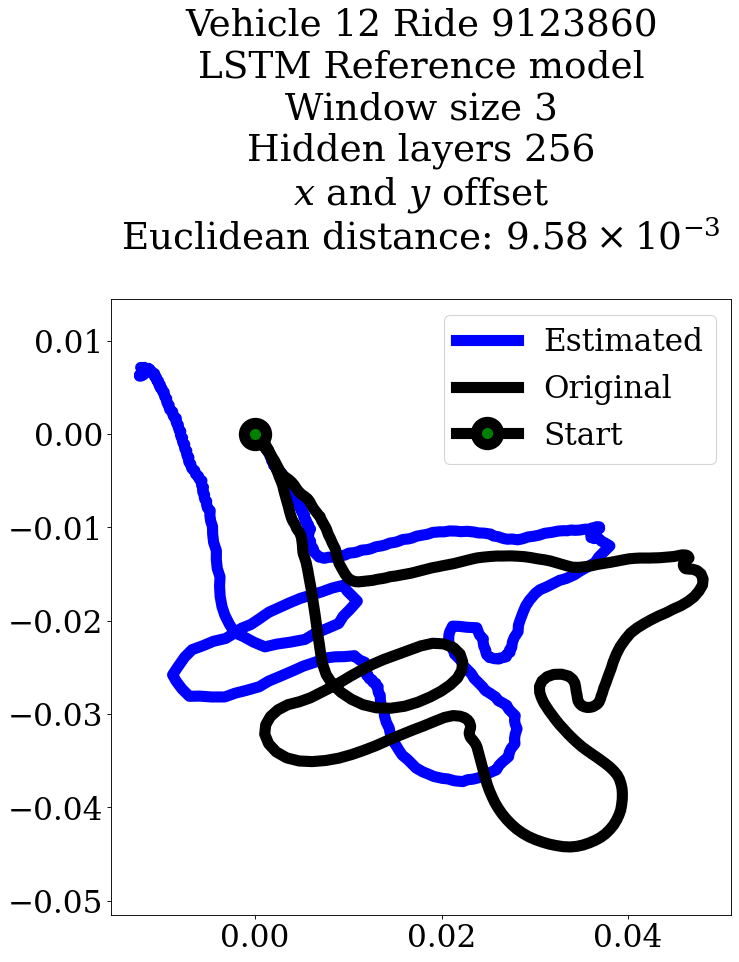 Vehicle 12 Ride 9123860
LSTM Reference model
Window size 3
Hidden layers 256
x and y offset
Euclidean distance: 9.58 × 10⁻³
Estimated
Original
Start
0.01
0.00
−0.01
−0.02
−0.03
−0.04
−0.05
0.00 0.02 0.04